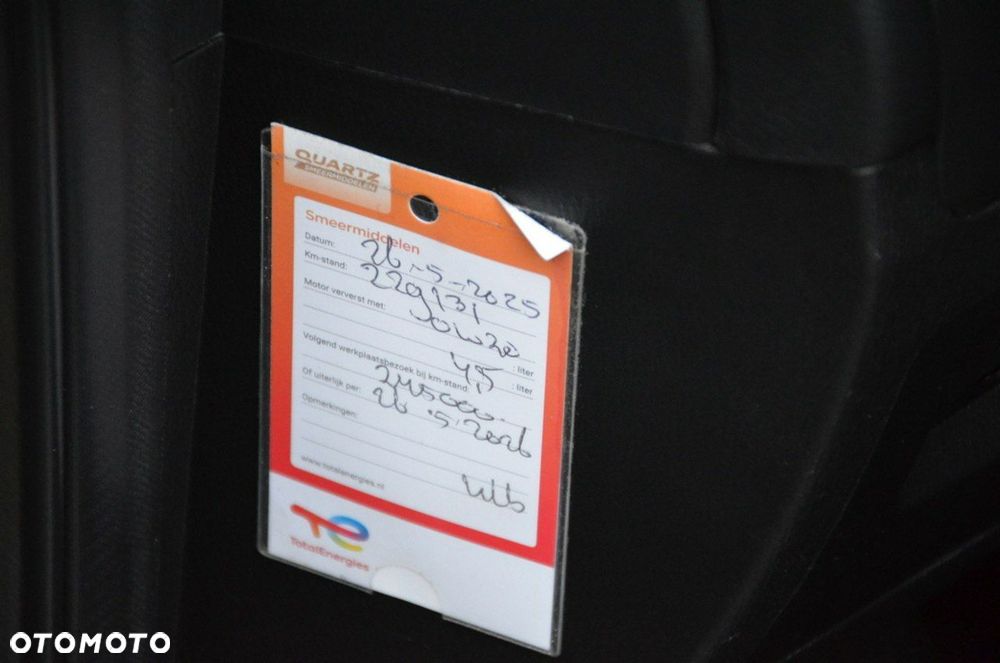 QUARTZ
SMEERMIDDELEN
Smeermiddelen
Datum: 26-5-2025
Km-stand: 229131
Motor ververst met: 0W20
: liter
4,5 : liter
Volgend werkplaatsbezoek bij km-stand:
245000
Of uiterlijk per: 26.5.2026
Opmerkingen:
www.totalenergies.nl
TotalEnergies
OTOMOTO